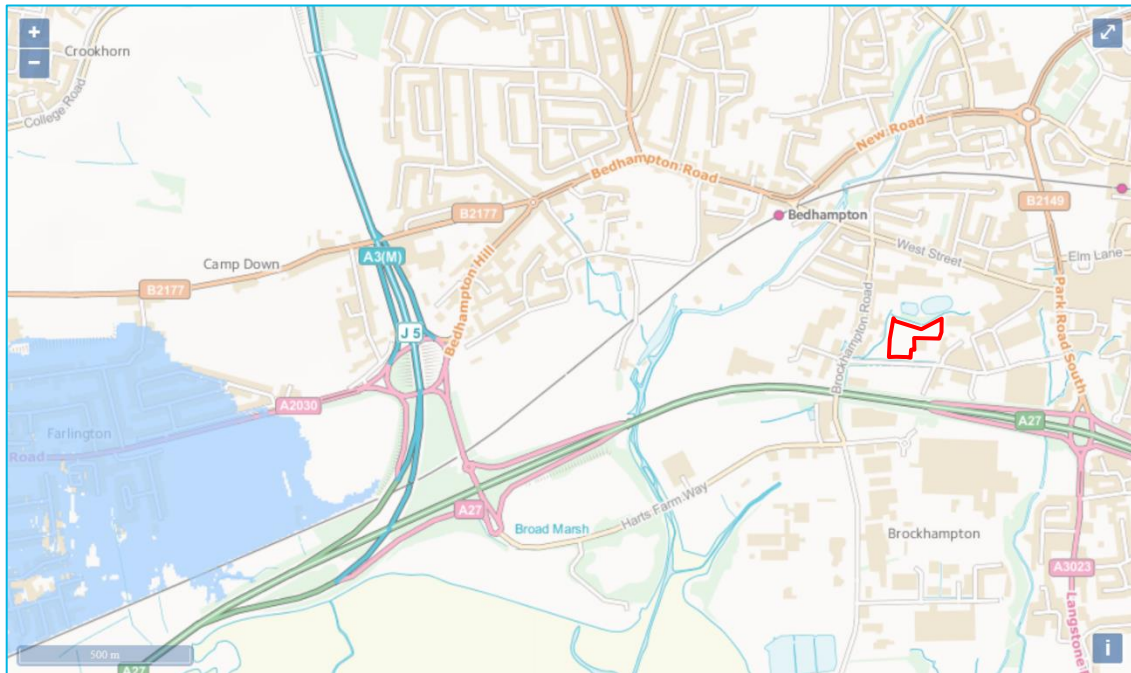 +
−
Crookhorn
College Road
New Road
Bedhampton Road
B2177
Bedhampton
B2149
West Street
Elm Lane
Camp Down
A3(M)
B2177
Bedhampton Hill
J 5
Brockhampton Road
Park Road South
A2030
Farlington
Road
A27
A27
Harts Farm Way
Broad Marsh
Brockhampton
A3023
Langstone
500 m
A27
i